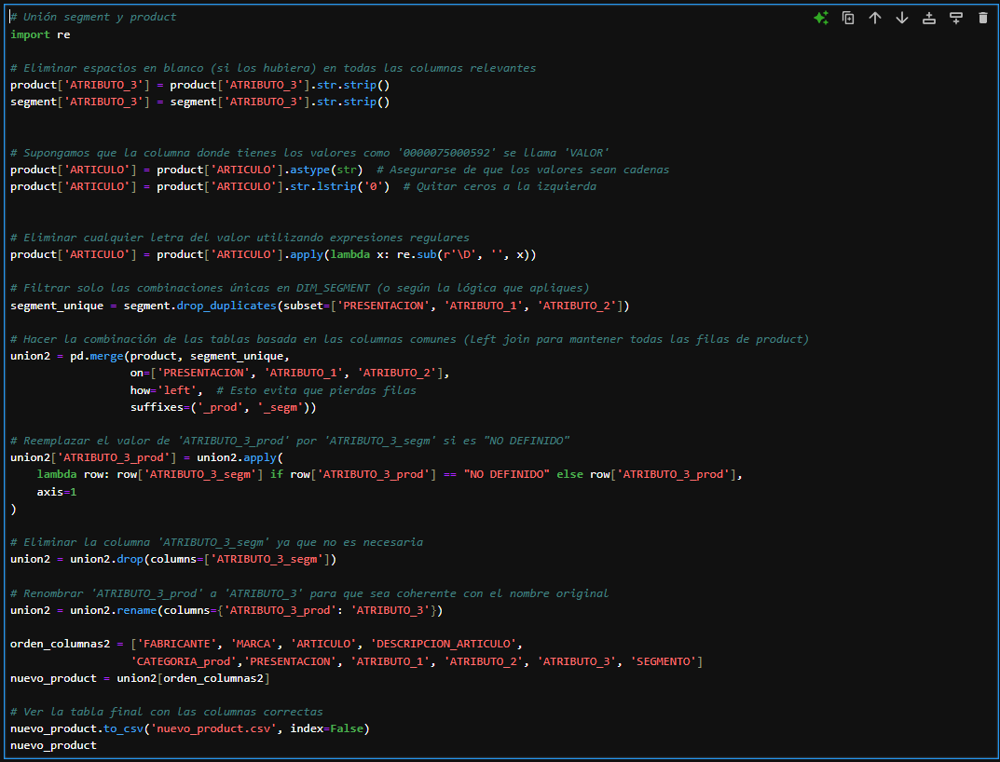 # Unión segment y product
import re
# Eliminar espacios en blanco (si los hubiera) en todas las columnas relevantes
product['ATRIBUTO_3'] = product['ATRIBUTO_3'].str.strip()
segment['ATRIBUTO_3'] = segment['ATRIBUTO_3'].str.strip()
# Supongamos que la columna donde tienes los valores como '0000075000592' se llama 'VALOR'
product['ARTICULO'] = product['ARTICULO'].astype(str)  # Asegurarse de que los valores sean cadenas
product['ARTICULO'] = product['ARTICULO'].str.lstrip('0')  # Quitar ceros a la izquierda
# Eliminar cualquier letra del valor utilizando expresiones regulares
product['ARTICULO'] = product['ARTICULO'].apply(lambda x: re.sub(r'\D', '', x))
# Filtrar solo las combinaciones únicas en DIM_SEGMENT (o según la lógica que apliques)
segment_unique = segment.drop_duplicates(subset=['PRESENTACION', 'ATRIBUTO_1', 'ATRIBUTO_2'])
# Hacer la combinación de las tablas basada en las columnas comunes (Left join para mantener todas las filas de product)
union2 = pd.merge(product, segment_unique,
                  on=['PRESENTACION', 'ATRIBUTO_1', 'ATRIBUTO_2'],
                  how='left',  # Esto evita que pierdas filas
                  suffixes=('_prod', '_segm'))
# Reemplazar el valor de 'ATRIBUTO_3_prod' por 'ATRIBUTO_3_segm' si es "NO DEFINIDO"
union2['ATRIBUTO_3_prod'] = union2.apply(
    lambda row: row['ATRIBUTO_3_segm'] if row['ATRIBUTO_3_prod'] == "NO DEFINIDO" else row['ATRIBUTO_3_prod'],
    axis=1
)
# Eliminar la columna 'ATRIBUTO_3_segm' ya que no es necesaria
union2 = union2.drop(columns=['ATRIBUTO_3_segm'])
# Renombrar 'ATRIBUTO_3_prod' a 'ATRIBUTO_3' para que sea coherente con el nombre original
union2 = union2.rename(columns={'ATRIBUTO_3_prod': 'ATRIBUTO_3'})
orden_columnas2 = ['FABRICANTE', 'MARCA', 'ARTICULO', 'DESCRIPCION_ARTICULO',
                  'CATEGORIA_prod','PRESENTACION', 'ATRIBUTO_1', 'ATRIBUTO_2', 'ATRIBUTO_3', 'SEGMENTO']
nuevo_product = union2[orden_columnas2]
# Ver la tabla final con las columnas correctas
nuevo_product.to_csv('nuevo_product.csv', index=False)
nuevo_product